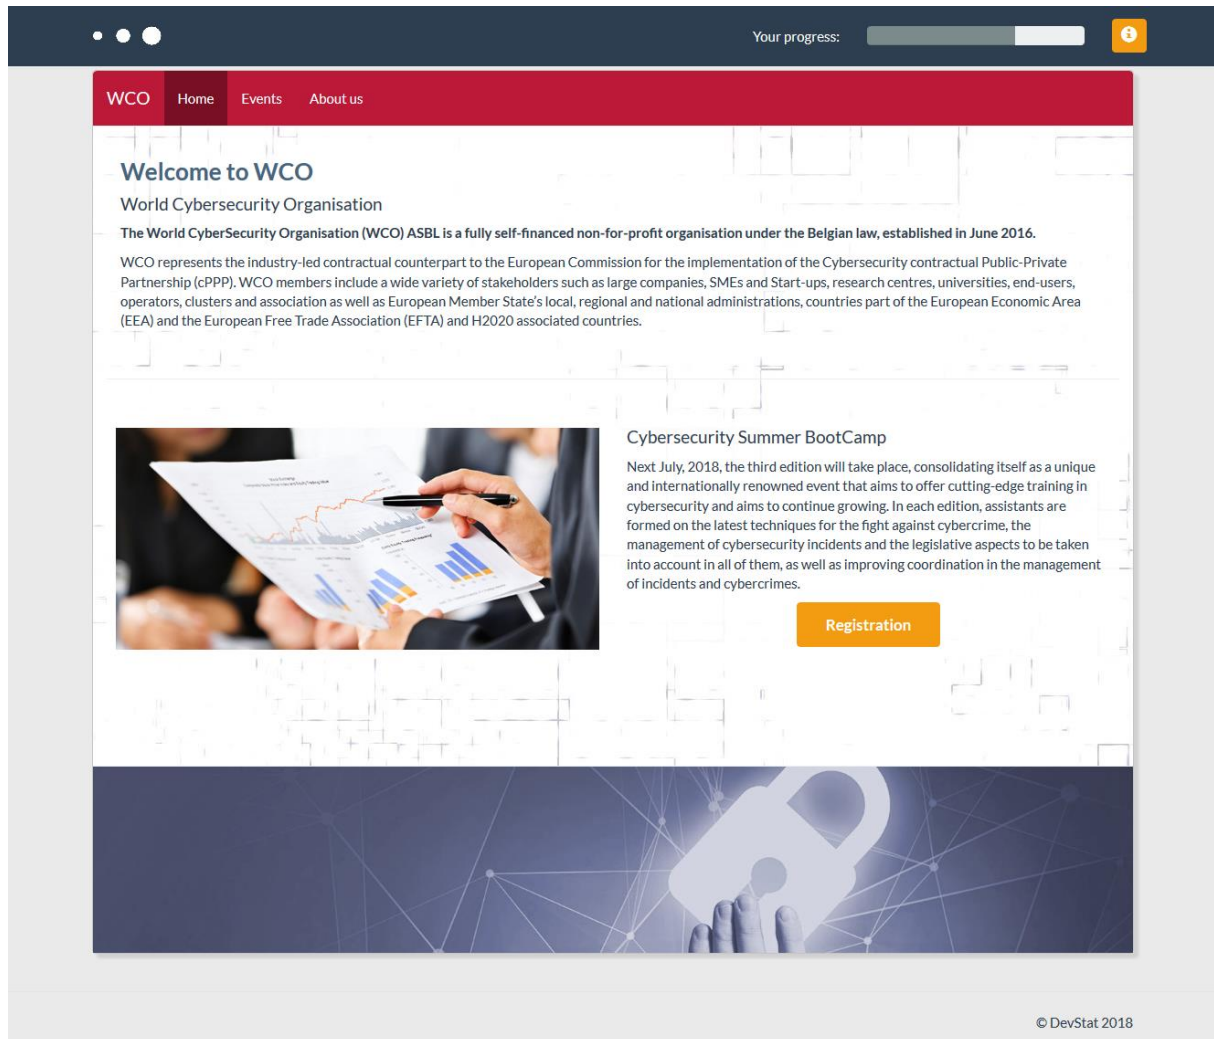 Your progress:
WCO Home Events About us
Welcome to WCO
World Cybersecurity Organisation
The World CyberSecurity Organisation (WCO) ASBL is a fully self-financed non-for-profit organisation under the Belgian law, established in June 2016.
WCO represents the industry-led contractual counterpart to the European Commission for the implementation of the Cybersecurity contractual Public-Private
Partnership (cPPP). WCO members include a wide variety of stakeholders such as large companies, SMEs and Start-ups, research centres, universities, end-users,
operators, clusters and association as well as European Member State's local, regional and national administrations, countries part of the European Economic Area
(EEA) and the European Free Trade Association (EFTA) and H2020 associated countries.
Cybersecurity Summer BootCamp
Next July, 2018, the third edition will take place, consolidating itself as a unique
and internationally renowned event that aims to offer cutting-edge training in
cybersecurity and aims to continue growing. In each edition, assistants are
formed on the latest techniques for the fight against cybercrime, the
management of cybersecurity incidents and the legislative aspects to be taken
into account in all of them, as well as improving coordination in the management
of incidents and cybercrimes.
Registration
© DevStat 2018